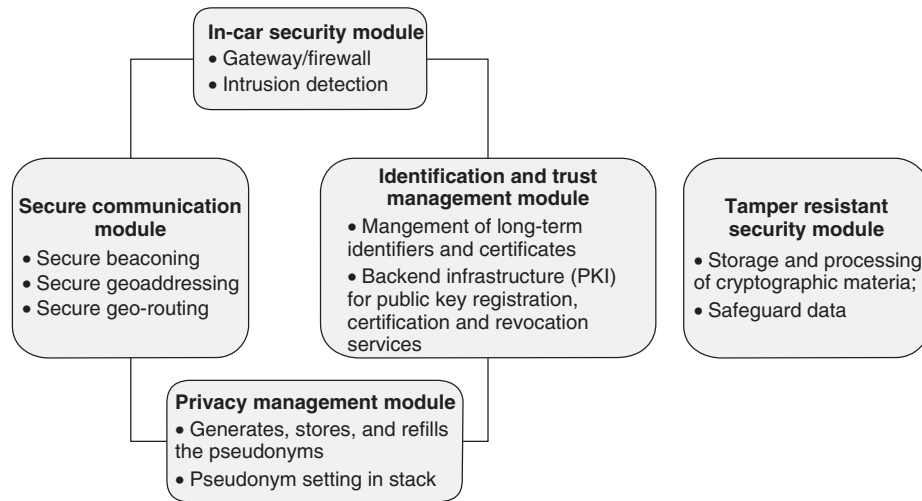 In-car security module
• Gateway/firewall
• Intrusion detection
Secure communication
module
• Secure beaconing
• Secure geoaddressing
• Secure geo-routing
Identification and trust
management module
• Mangement of long-term
identifiers and certificates
• Backend infrastructure (PKI)
for public key registration,
certification and revocation
services
Tamper resistant
security module
• Storage and processing
of cryptographic materia;
• Safeguard data
Privacy management module
• Generates, stores, and refills
the pseudonyms
• Pseudonym setting in stack